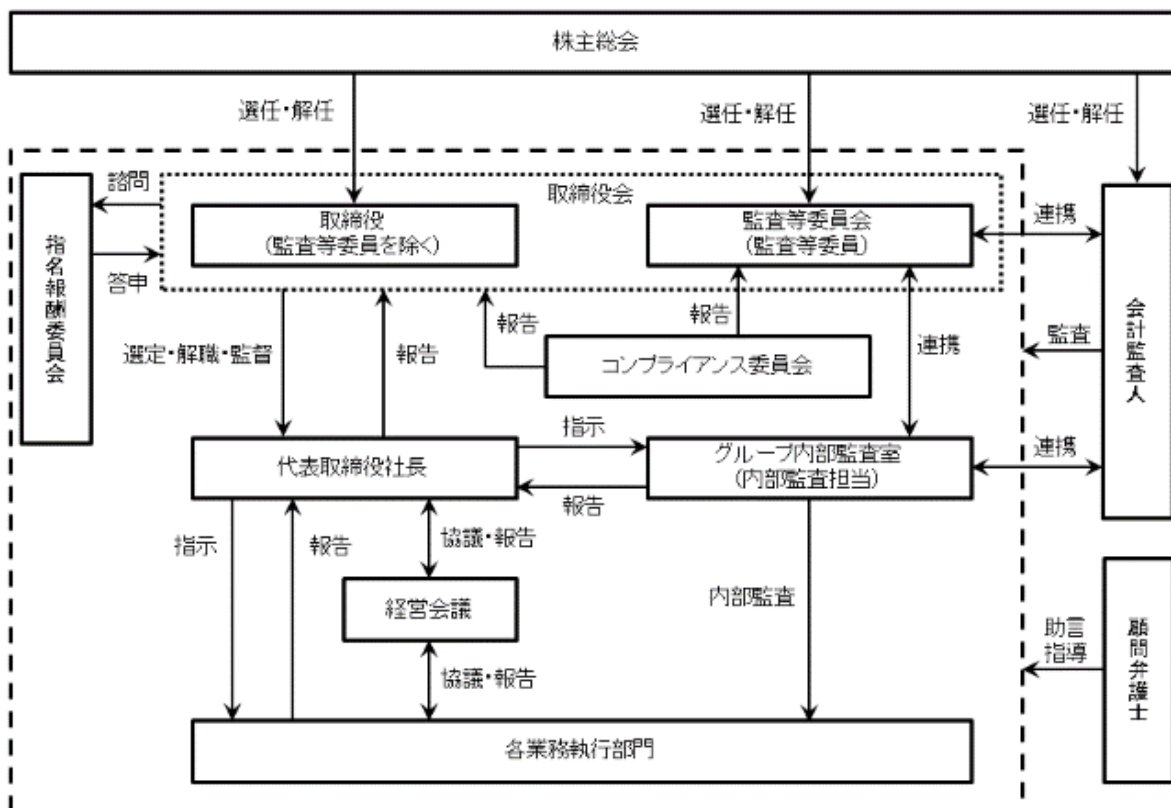 株主総会
選任・解任
選任・解任
選任・解任
諮問
取締役会
取締役
(監査等委員を除く)
監査等委員会
(監査等委員)
連携
指名報酬委員会
答申
会計監査人
選定・解職・監督
報告
報告
報告
コンプライアンス委員会
連携
監査
代表取締役社長
指示
報告
グループ内部監査室
(内部監査担当)
連携
指示
報告
協議・報告
経営会議
内部監査
協議・報告
助言
指導
顧問弁護士
各業務執行部門